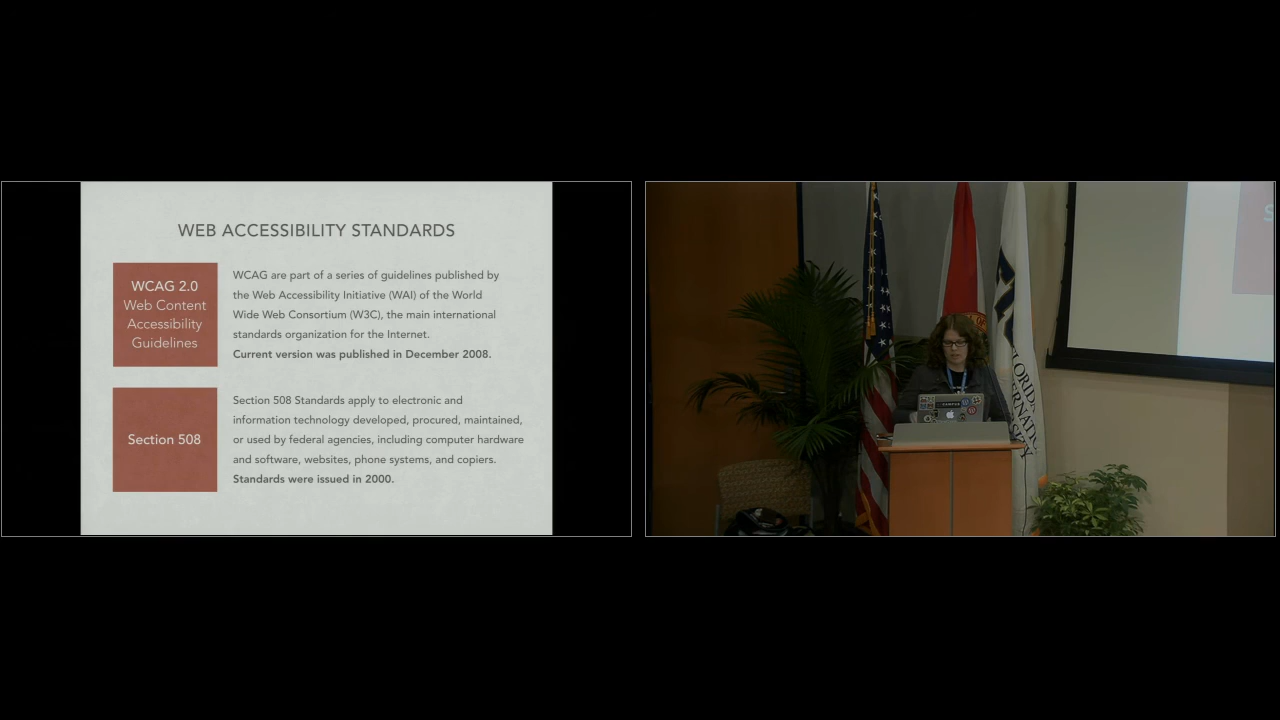 WEB ACCESSIBILITY STANDARDS
WCAG 2.0
Web Content
Accessibility
Guidelines
WCAG are part of a series of guidelines published by
the Web Accessibility Initiative (WAI) of the World
Wide Web Consortium (W3C), the main international
standards organization for the Internet.
Current version was published in December 2008.
Section 508
Section 508 Standards apply to electronic and
information technology developed, procured, maintained,
or used by federal agencies, including computer hardware
and software, websites, phone systems, and copiers.
Standards were issued in 2000.
S